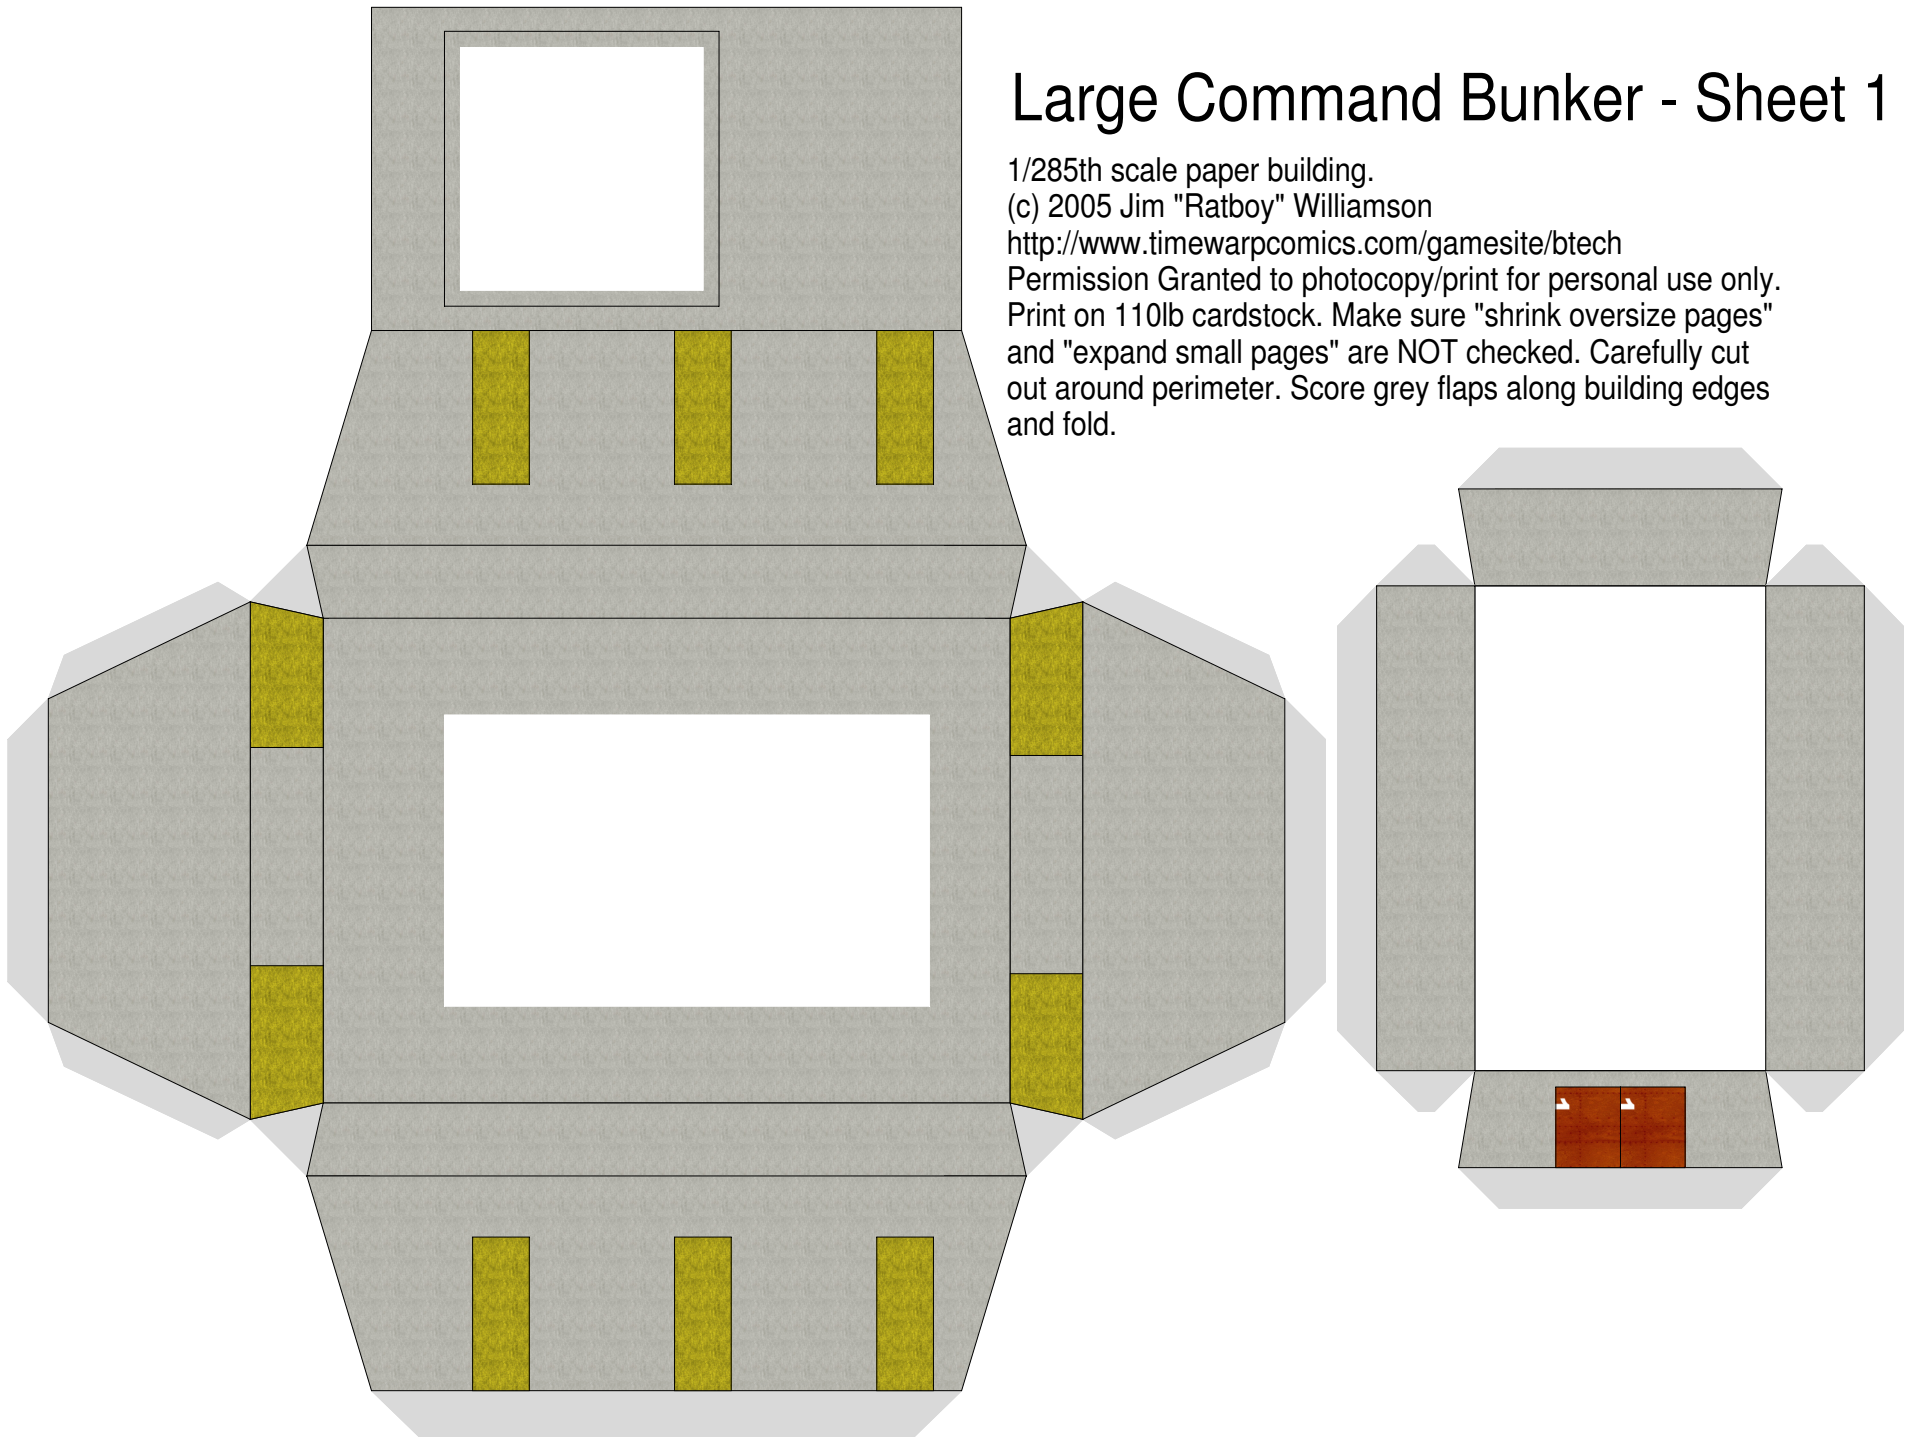 Large Command Bunker - Sheet 1
1/285th scale paper building.
(c) 2005 Jim "Ratboy" Williamson
http://www.timewarpcomics.com/gamesite/btech
Permission Granted to photocopy/print for personal use only.
Print on 110lb cardstock. Make sure "shrink oversize pages"
and "expand small pages" are NOT checked. Carefully cut
out around perimeter. Score grey flaps along building edges
and fold.
1 1